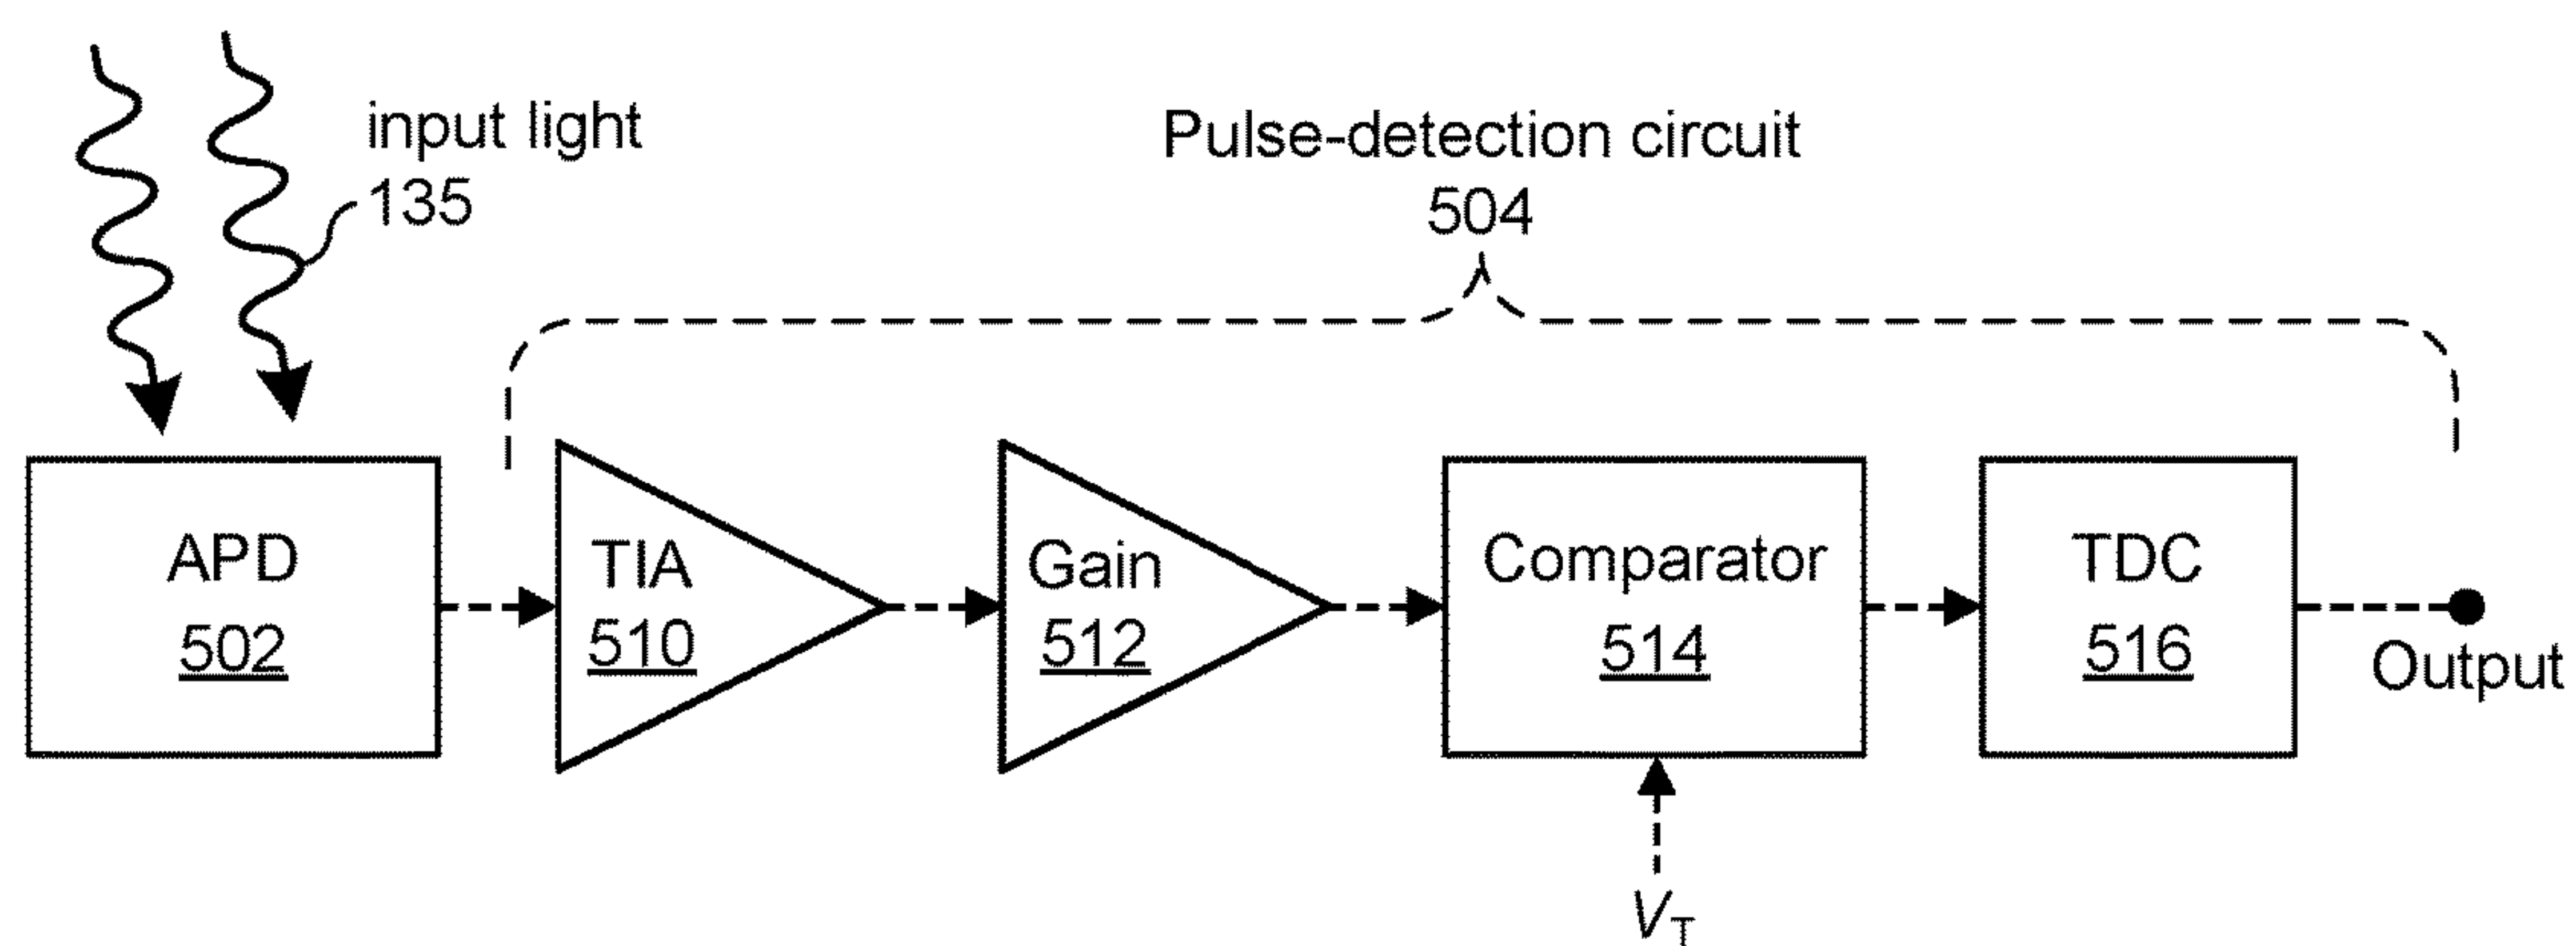 input light
135
Pulse-detection circuit
504
APD
502
TIA
510
Gain
512
Comparator
514
TDC
516
Output
VT